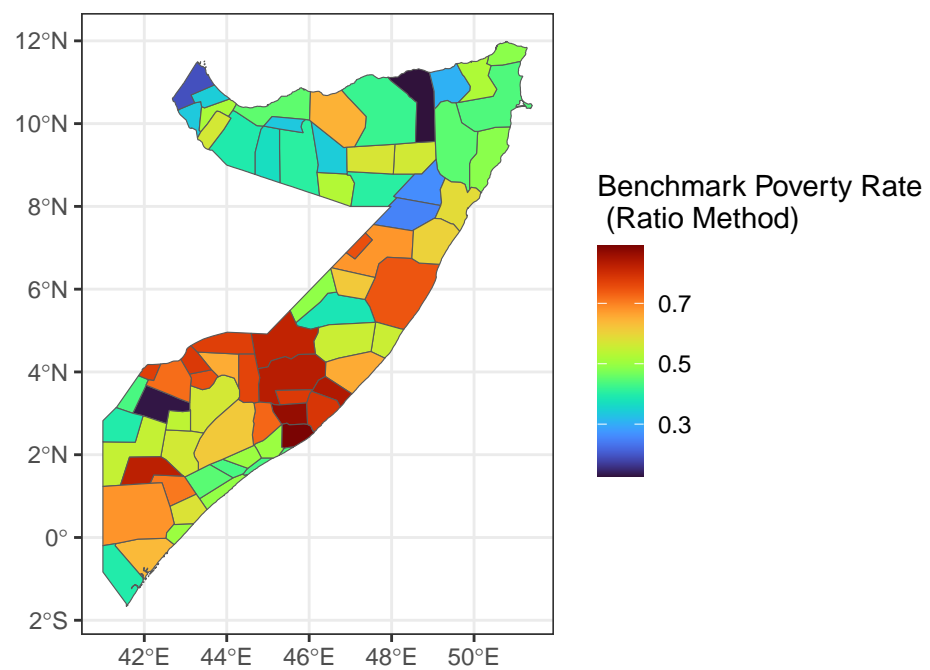 12°N
10°N
8°N
6°N
4°N
2°N
0°
2°S
42°E 44°E 46°E 48°E 50°E
Benchmark Poverty Rate
(Ratio Method)
0.7
0.5
0.3